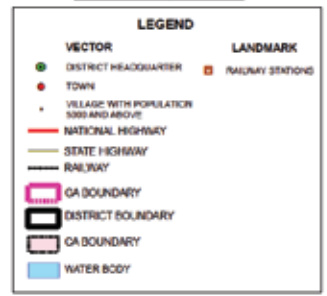 LEGEND
VECTOR
LANDMARK
DISTRICT HEADQUARTER
RAILWAY STATIONS
TOWN
VILLAGE WITH POPULATION
5000 AND ABOVE
NATIONAL HIGHWAY
STATE HIGHWAY
RAILWAY
GA BOUNDARY
DISTRICT BOUNDARY
CA BOUNDARY
WATER BODY